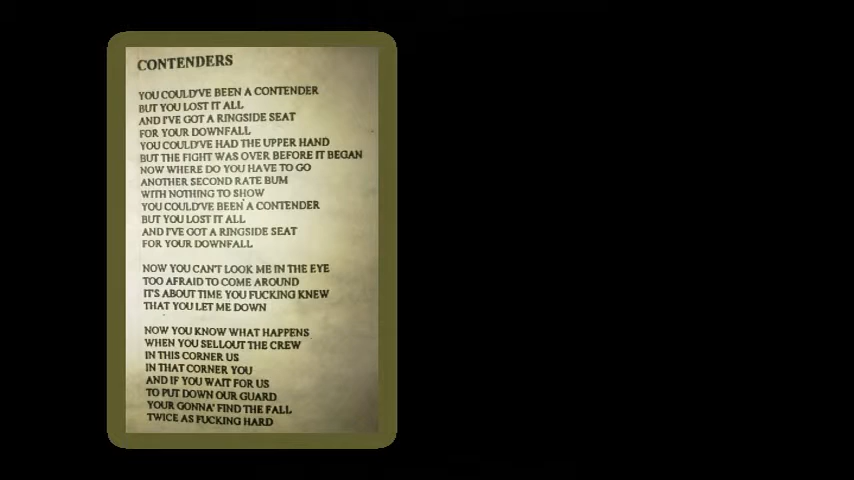 CONTENDERS
YOU COULD'VE BEEN A CONTENDER
BUT YOU LOST IT ALL
AND I'VE GOT A RINGSIDE SEAT
FOR YOUR DOWNFALL
YOU COULD'VE HAD THE UPPER HAND
BUT THE FIGHT WAS OVER BEFORE IT BEGAN
NOW WHERE DO YOU HAVE TO GO
ANOTHER SECOND RATE BUM
WITH NOTHING TO SHOW
YOU COULD'VE BEEN A CONTENDER
BUT YOU LOST IT ALL
AND I'VE GOT A RINGSIDE SEAT
FOR YOUR DOWNFALL
NOW YOU CAN'T LOOK ME IN THE EYE
TOO AFRAID TO COME AROUND
IT'S ABOUT TIME YOU FUCKING KNEW
THAT YOU LET ME DOWN
NOW YOU KNOW WHAT HAPPENS
WHEN YOU SELLOUT THE CREW
IN THIS CORNER US
IN THAT CORNER YOU
AND IF YOU WAIT FOR US
TO PUT DOWN OUR GUARD
YOUR GONNA' FIND THE FALL
TWICE AS FUCKING HARD